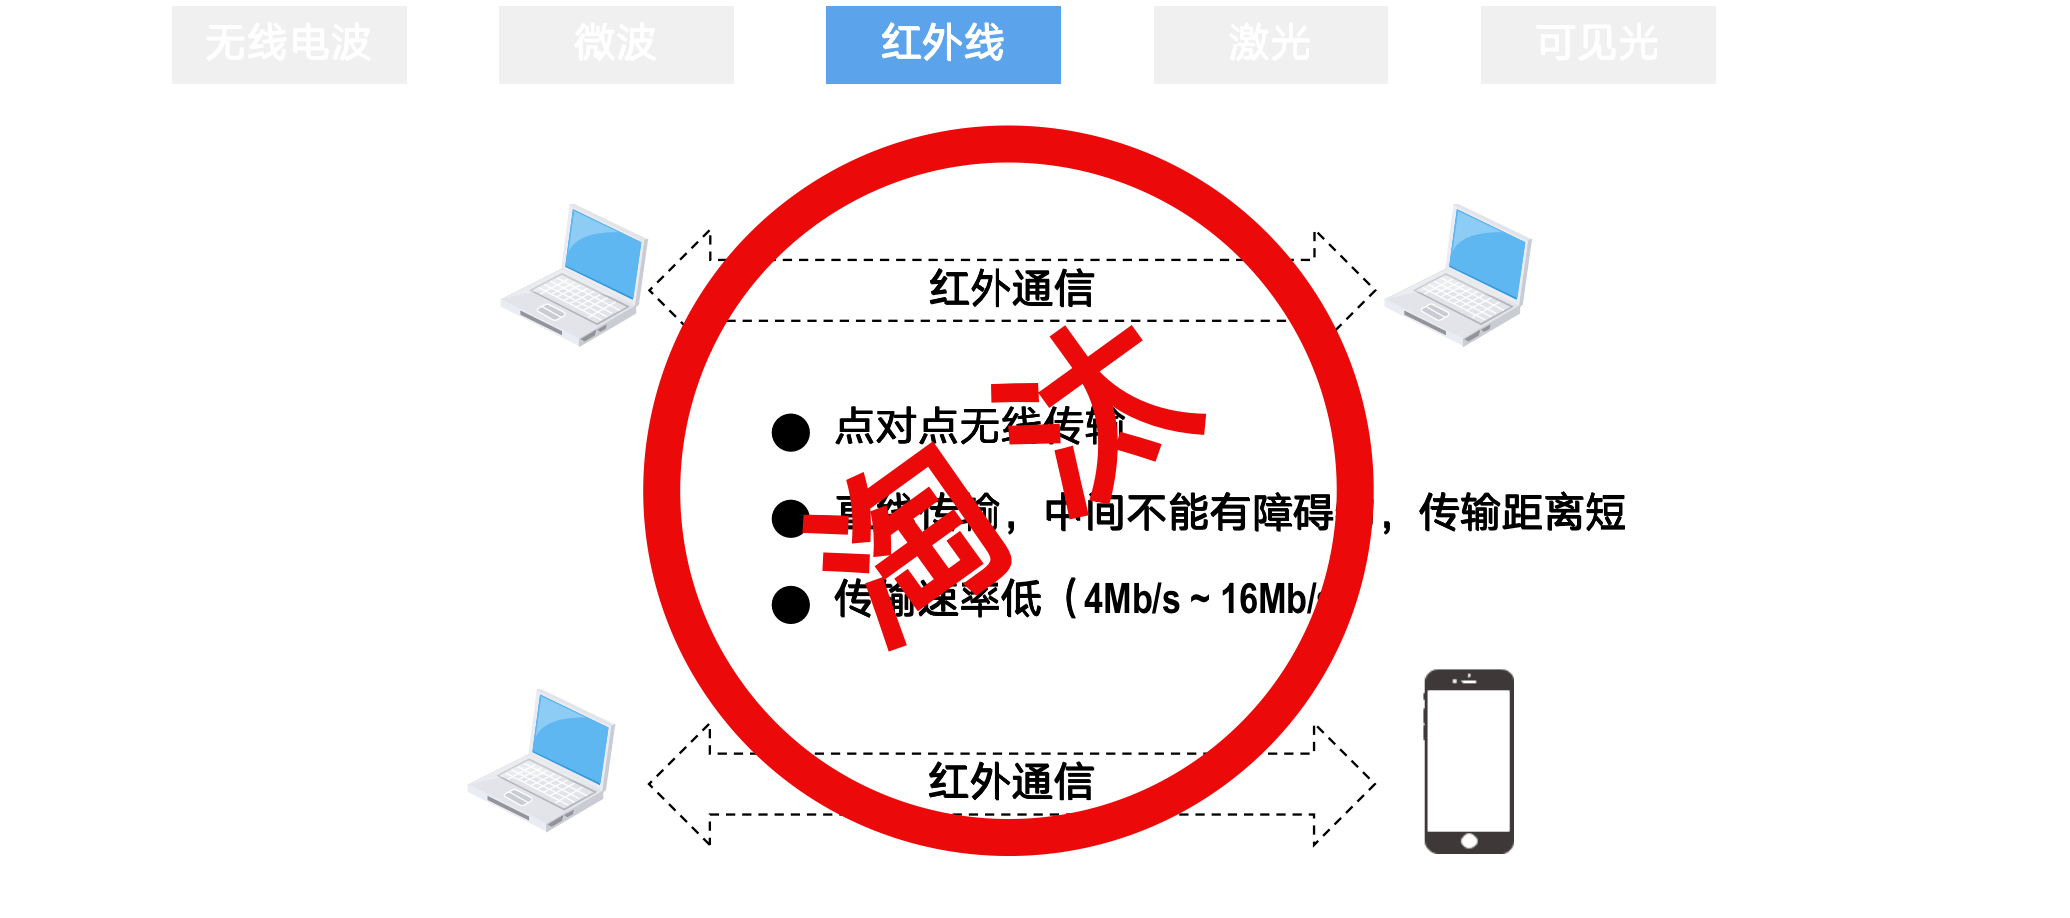 无线电波
微波
红外线
激光
可见光
红外通信
点对点无线传输
直线传输，中间不能有障碍 ，传输距离短
传输速率低（4Mb/s ~ 16Mb/s
淘汰
红外通信